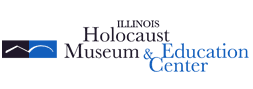 ILLINOIS
Holocaust
Museum & Education
Center